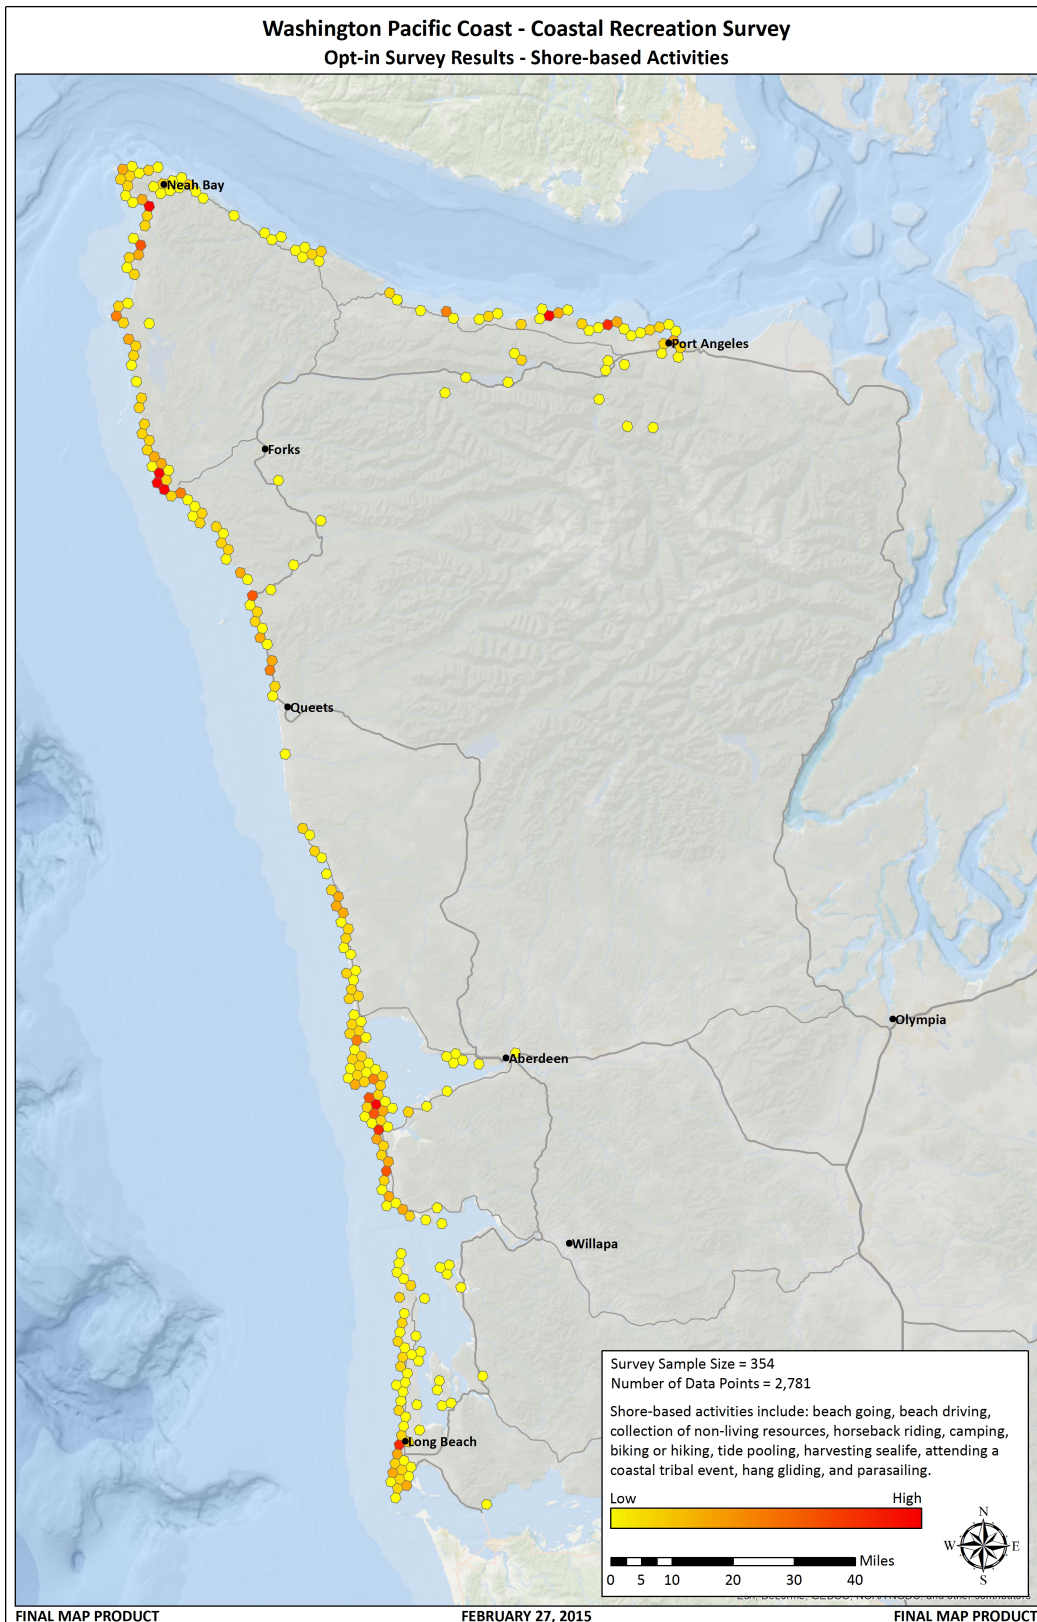 Washington Pacific Coast - Coastal Recreation Survey
Opt-in Survey Results - Shore-based Activities
Neah Bay
Port Angeles
Forks
Queets
Olympia
Aberdeen
Willapa
Long Beach
Survey Sample Size = 354
Number of Data Points = 2,781
Shore-based activities include: beach going, beach driving,
collection of non-living resources, horseback riding, camping,
biking or hiking, tide pooling, harvesting sealife, attending a
coastal tribal event, hang gliding, and parasailing.
Low High
N
W E
S
Miles
0 5 10 20 30 40
FINAL MAP PRODUCT FEBRUARY 27, 2015 FINAL MAP PRODUCT